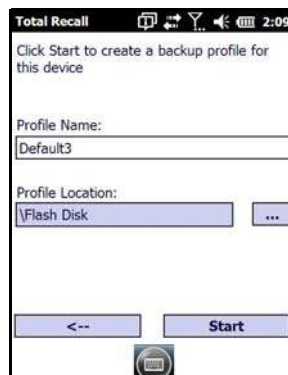 Total Recall 2:09
Click Start to create a backup profile for
this device
Profile Name:
Default3
Profile Location:
\Flash Disk ...
<-- Start